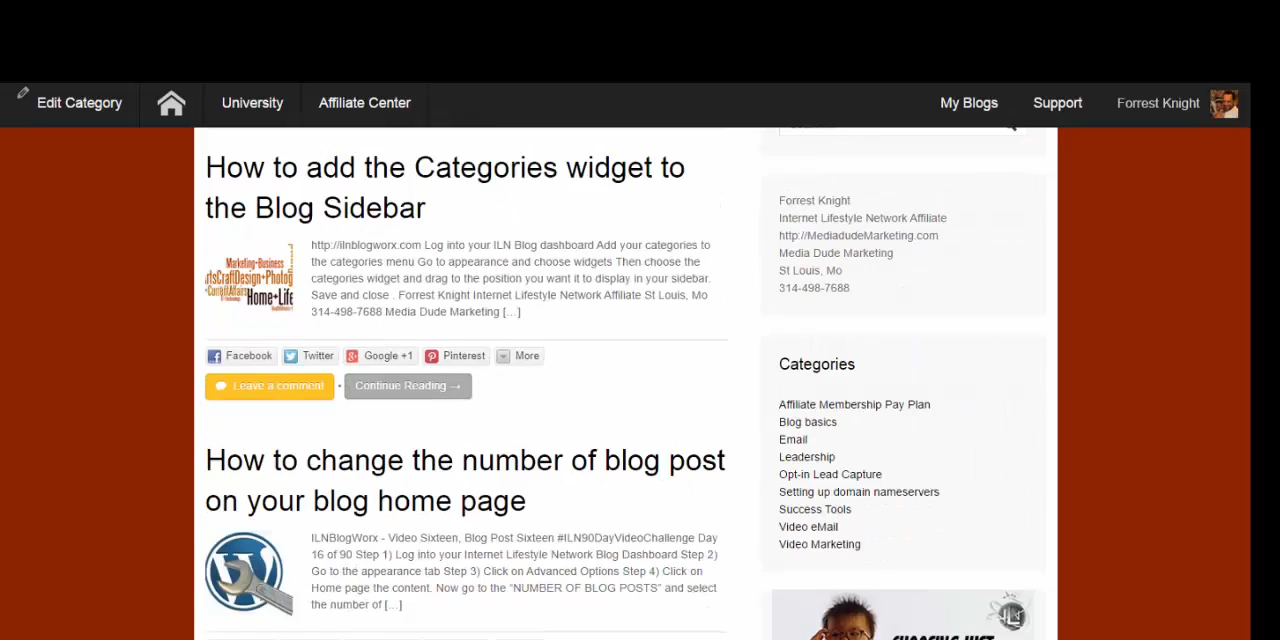 Edit Category
University
Affiliate Center
My Blogs
Support
Forrest Knight
How to add the Categories widget to
the Blog Sidebar
Marketing-Business
Home+Life
http://ilnblogworx.com Log into your ILN Blog dashboard Add your categories to
the categories menu Go to appearance and choose widgets Then choose the
categories widget and drag to the position you want it to display in your sidebar.
Save and close . Forrest Knight Internet Lifestyle Network Affiliate St Louis, Mo
314-498-7688 Media Dude Marketing […]
Facebook
Twitter
Google +1
Pinterest
More
Leave a comment
•
Continue Reading →
How to change the number of blog post
on your blog home page
ILNBlogWorx - Video Sixteen, Blog Post Sixteen #ILN90DayVideoChallenge Day
16 of 90 Step 1) Log into your Internet Lifestyle Network Blog Dashboard Step 2)
Go to the appearance tab Step 3) Click on Advanced Options Step 4) Click on
Home page the content. Now go to the “NUMBER OF BLOG POSTS” and select
the number of […]
Forrest Knight
Internet Lifestyle Network Affiliate
http://MediadudeMarketing.com
Media Dude Marketing
St Louis, Mo
314-498-7688
Categories
Affiliate Membership Pay Plan
Blog basics
Email
Leadership
Opt-in Lead Capture
Setting up domain nameservers
Success Tools
Video eMail
Video Marketing
CHOOSING JUST